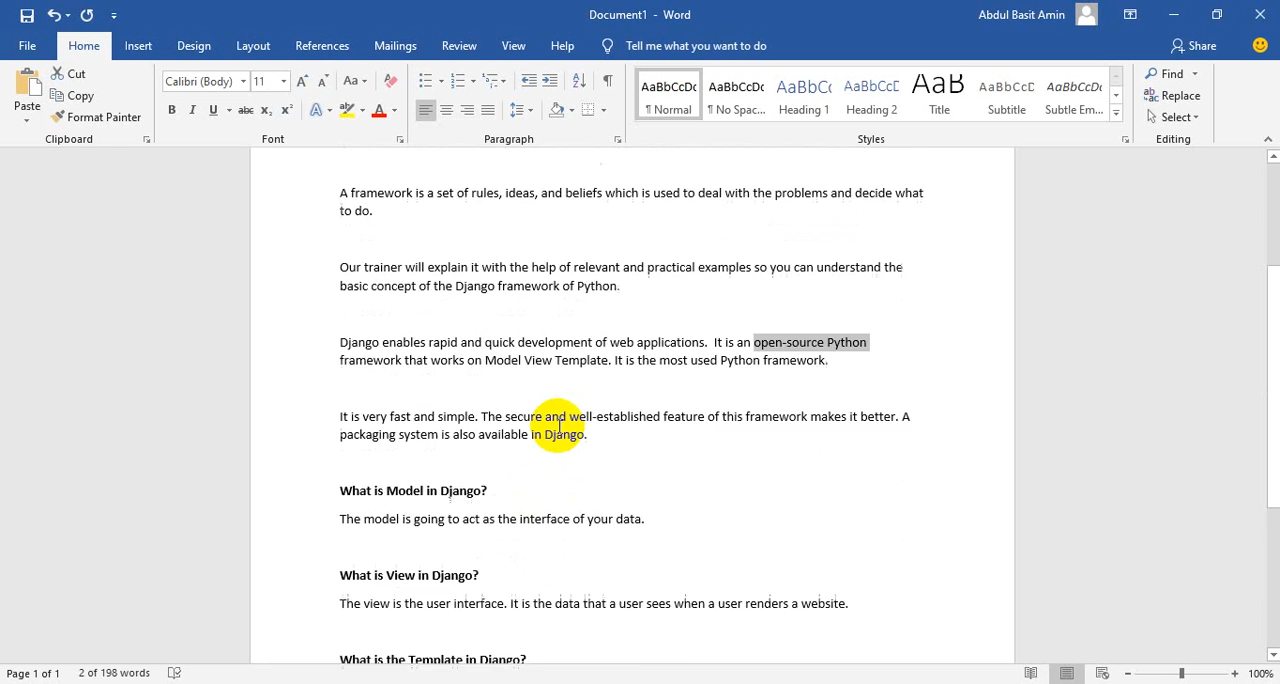 Document1 - Word
Abdul Basit Amin
File Home Insert Design Layout References Mailings Review View Help Tell me what you want to do Share
Paste
Cut
Copy
Format Painter
Clipboard
Calibri (Body) 11
Aa
B I U abc x₂ x² A A
Font
Paragraph
AaBbCcDc AaBbCcDc AaBbCc AaBbCcD AaB AaBbCcD AaBbCcDc
¶ Normal ¶ No Spac... Heading 1 Heading 2 Title Subtitle Subtle Em...
Styles
Find
Replace
Select
Editing
A framework is a set of rules, ideas, and beliefs which is used to deal with the problems and decide what
to do.
Our trainer will explain it with the help of relevant and practical examples so you can understand the
basic concept of the Django framework of Python.
Django enables rapid and quick development of web applications.  It is an open-source Python
framework that works on Model View Template. It is the most used Python framework.
It is very fast and simple. The secure and well-established feature of this framework makes it better. A
packaging system is also available in Django.
What is Model in Django?
The model is going to act as the interface of your data.
What is View in Django?
The view is the user interface. It is the data that a user sees when a user renders a website.
What is the Template in Django?
Page 1 of 1 2 of 198 words
100%